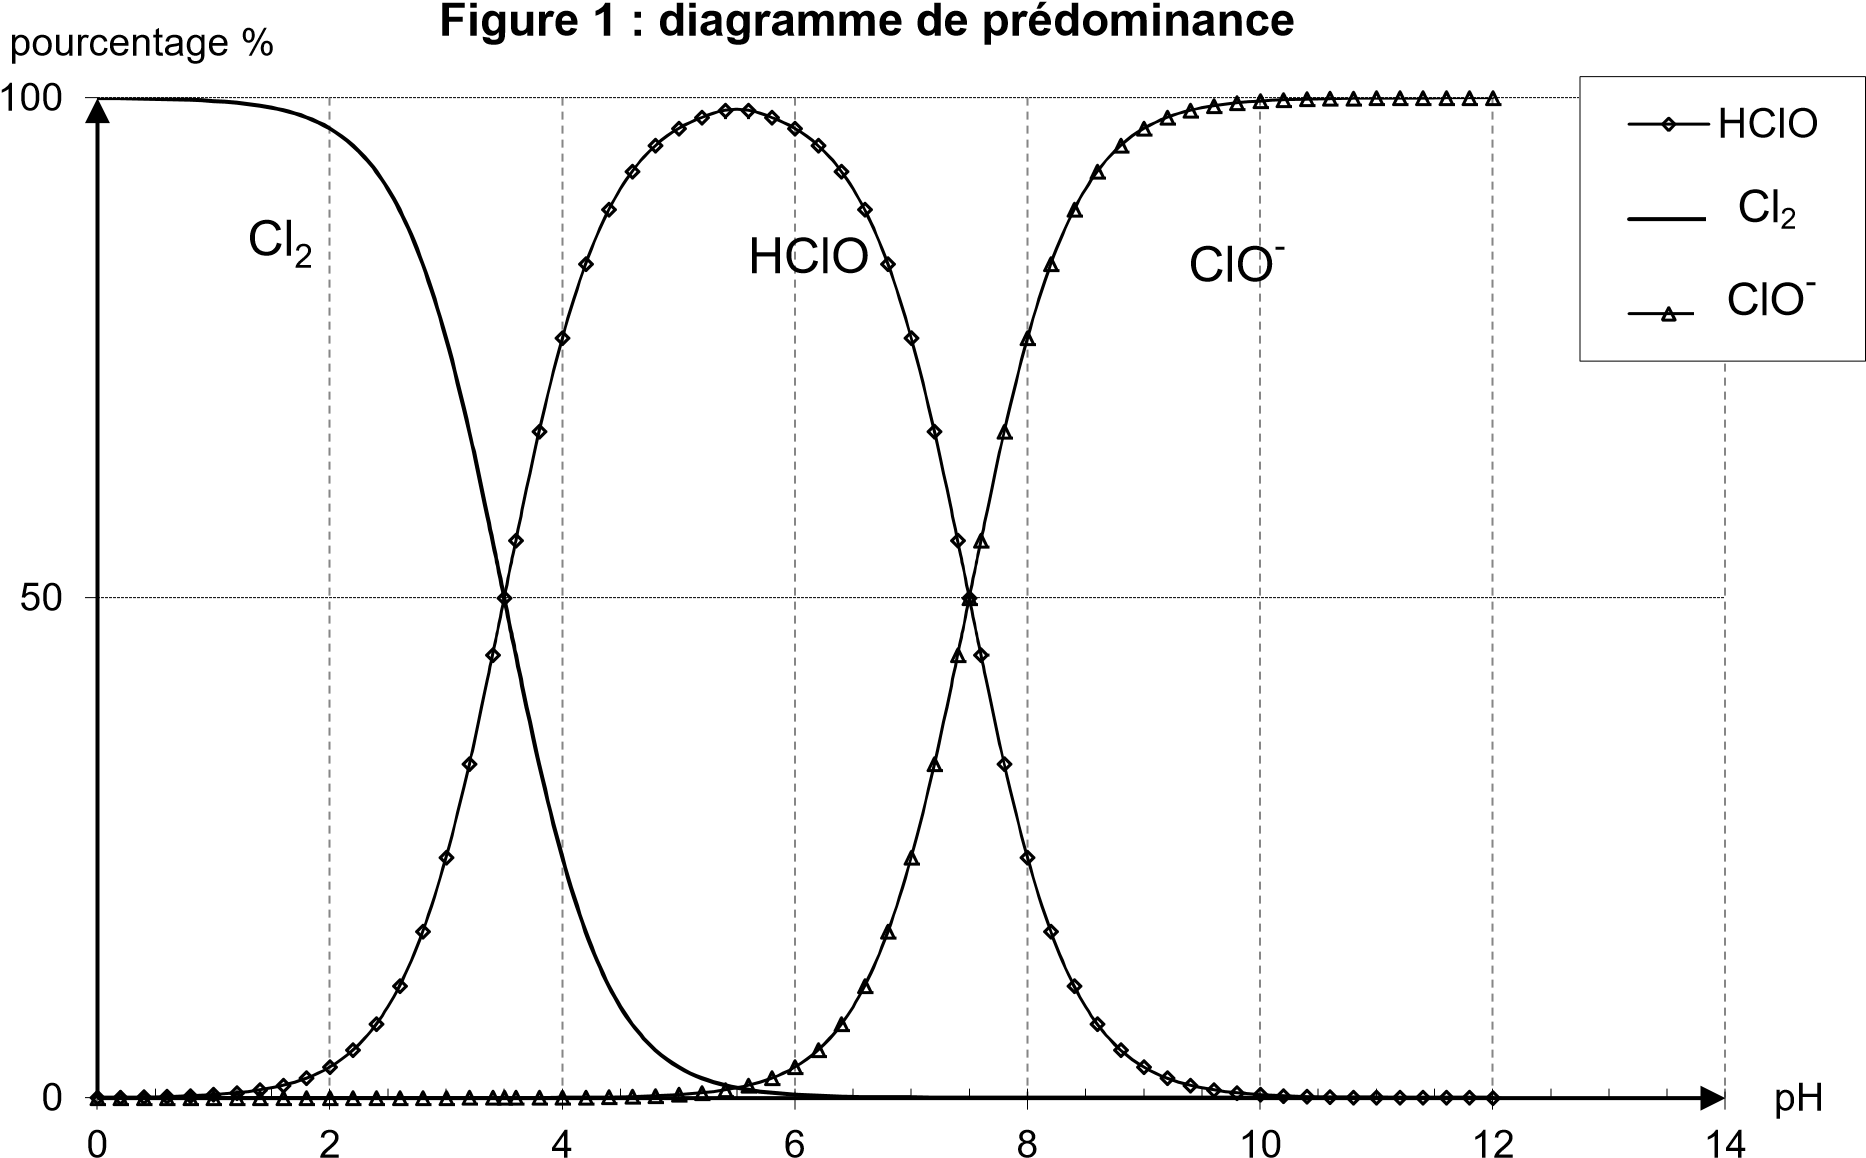 Figure 1 : diagramme de prédominance
pourcentage %
100
HClO
Cl₂
ClO⁻
Cl₂
HClO
ClO⁻
50
0
pH
0 2 4 6 8 10 12 14